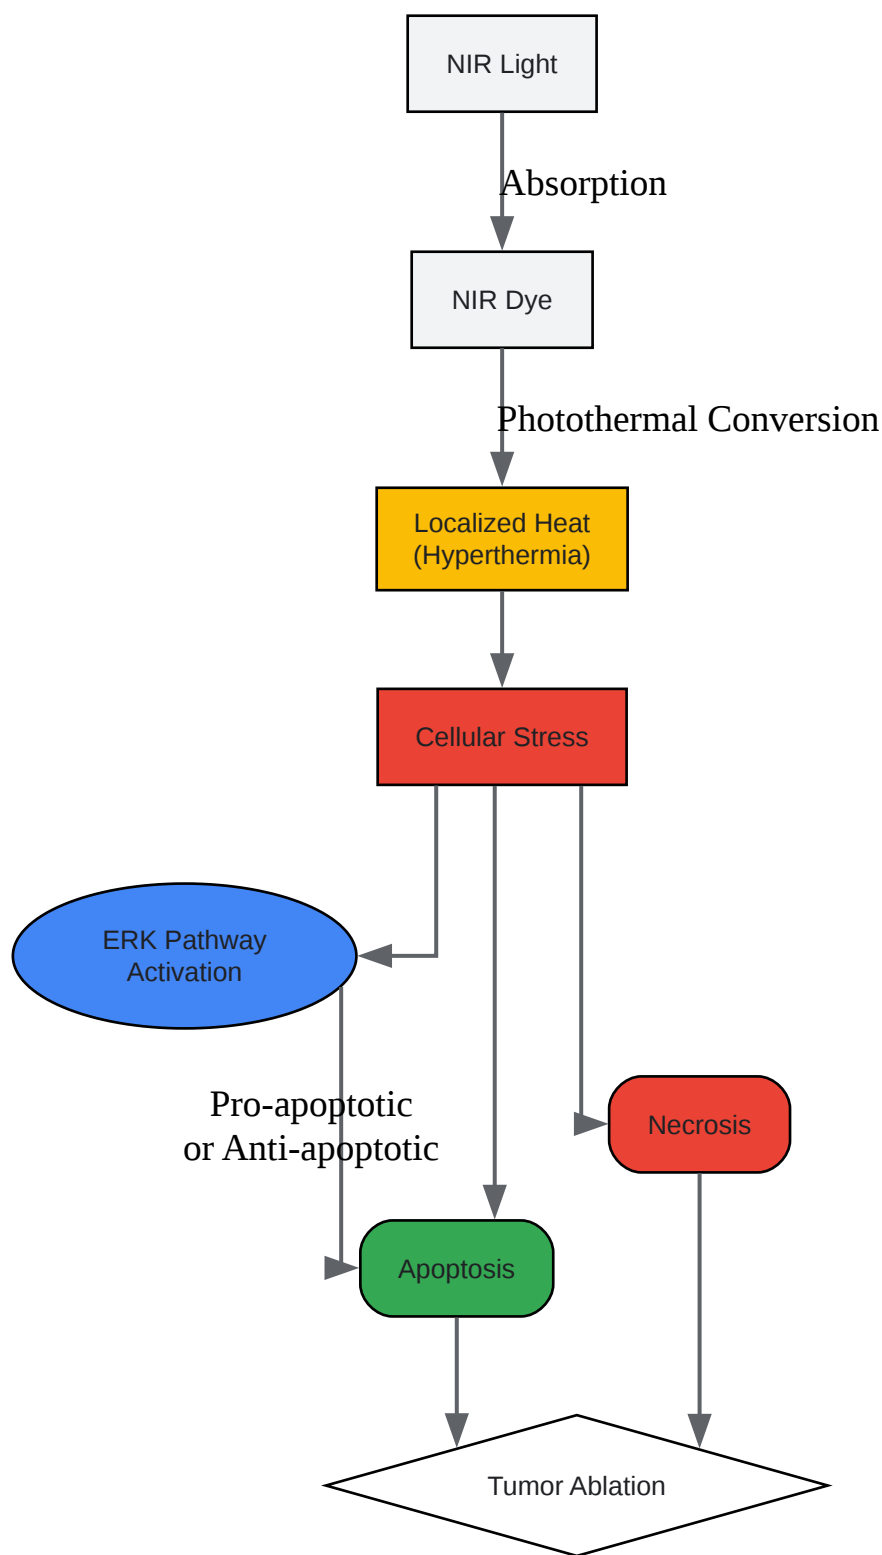 NIR Light
Absorption
NIR Dye
Photothermal Conversion
Localized Heat
(Hyperthermia)
Cellular Stress
ERK Pathway
Activation
Pro-apoptotic
or Anti-apoptotic
Necrosis
Apoptosis
Tumor Ablation